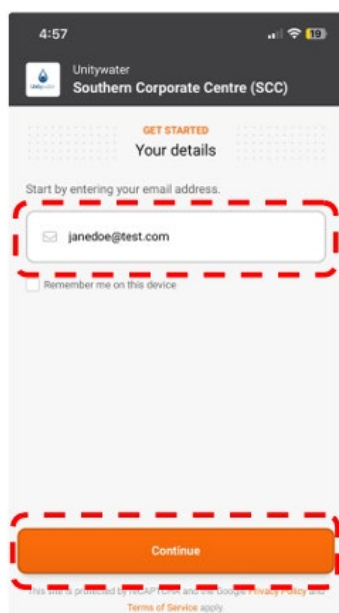 4:57
19
Unitywater
Unitywater
Southern Corporate Centre (SCC)
GET STARTED
Your details
Start by entering your email address.
janedoe@test.com
Remember me on this device
Continue
This site is protected by reCAPTCHA and the Google Privacy Policy and
Terms of Service apply.